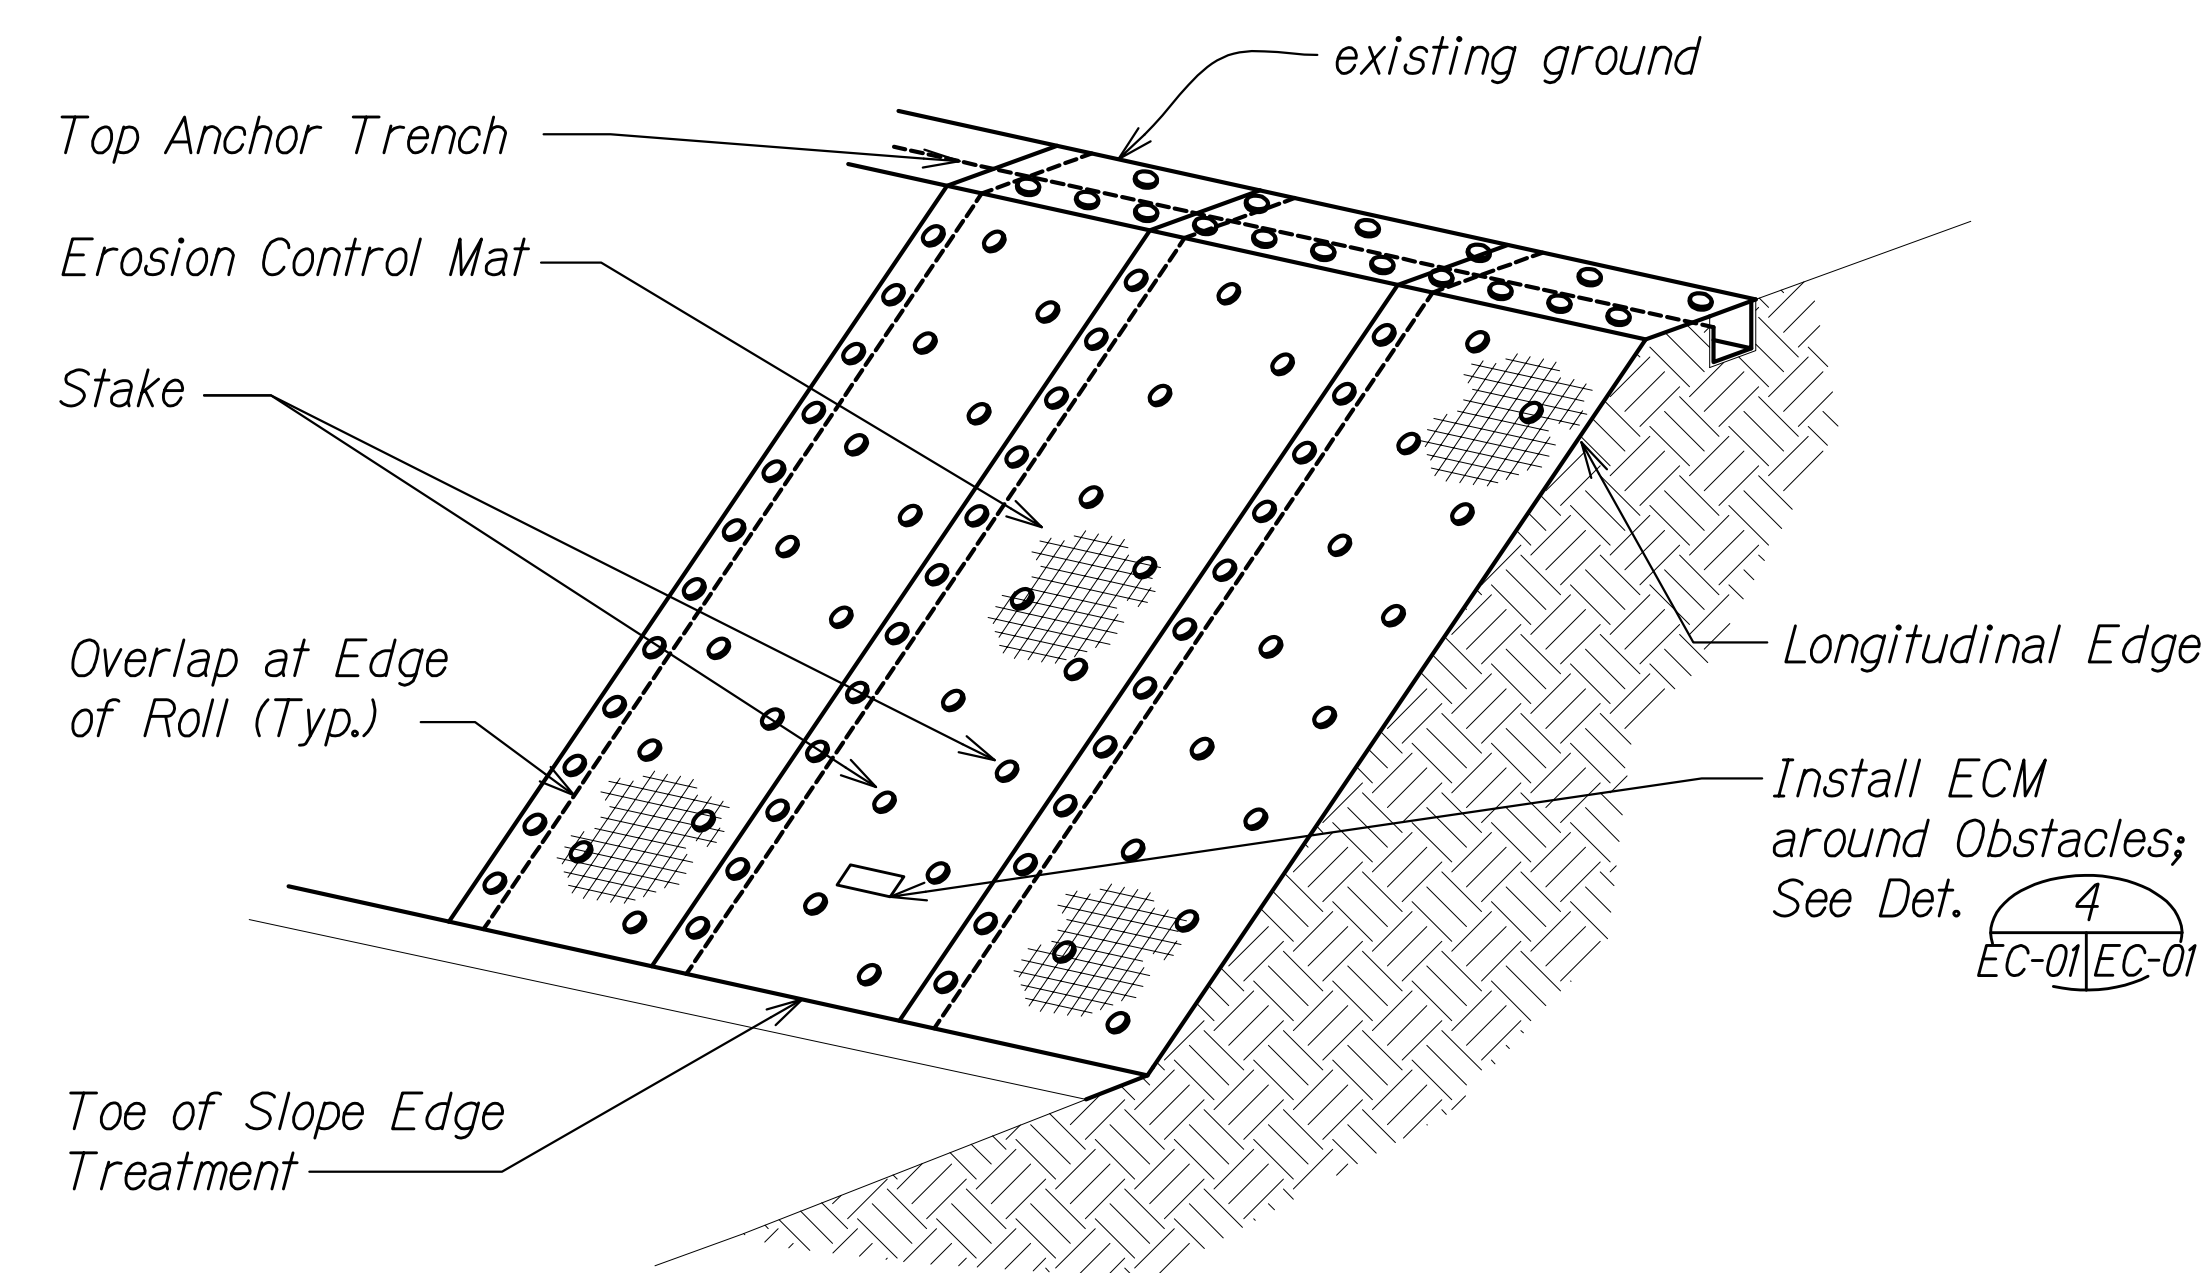 existing ground
Top Anchor Trench
Erosion Control Mat
Stake
Overlap at Edge
of Roll (Typ.)
Longitudinal Edge
Install ECM
around Obstacles;
See Det.
4
EC-01 EC-01
Toe of Slope Edge
Treatment